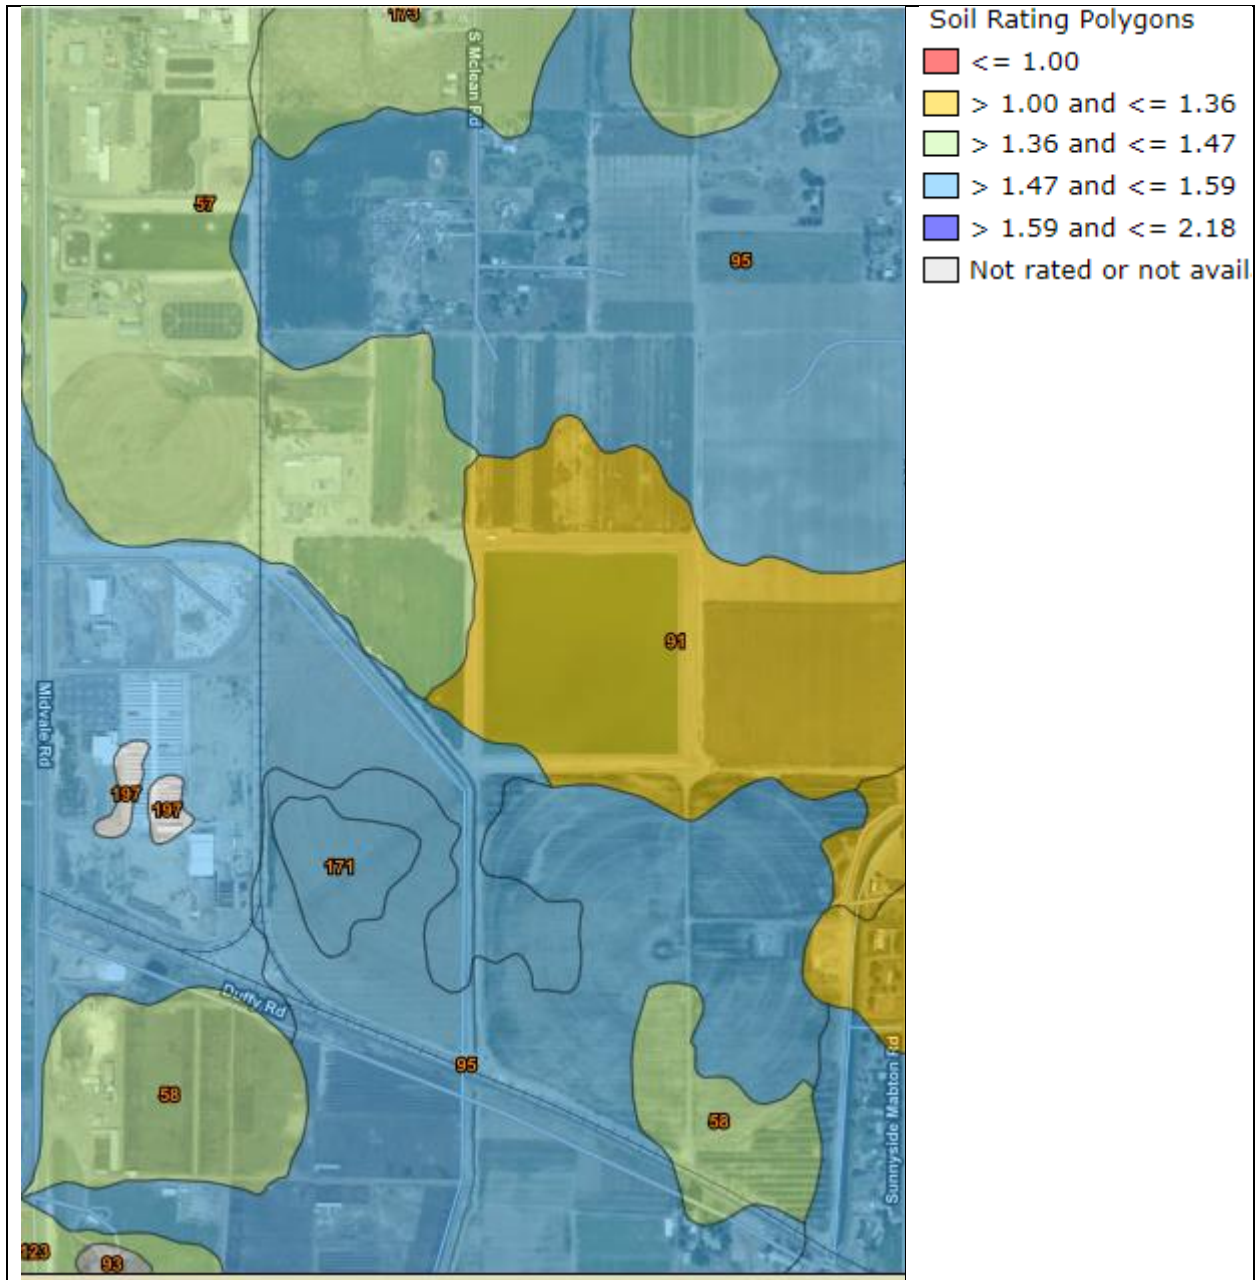 173
S Mclean Rd
57
95
91
Midvale Rd
197
197
171
Duffy Rd
95
58
58
Sunnyside Mabton Rd
123
93
Soil Rating Polygons
<= 1.00
> 1.00 and <= 1.36
> 1.36 and <= 1.47
> 1.47 and <= 1.59
> 1.59 and <= 2.18
Not rated or not avail